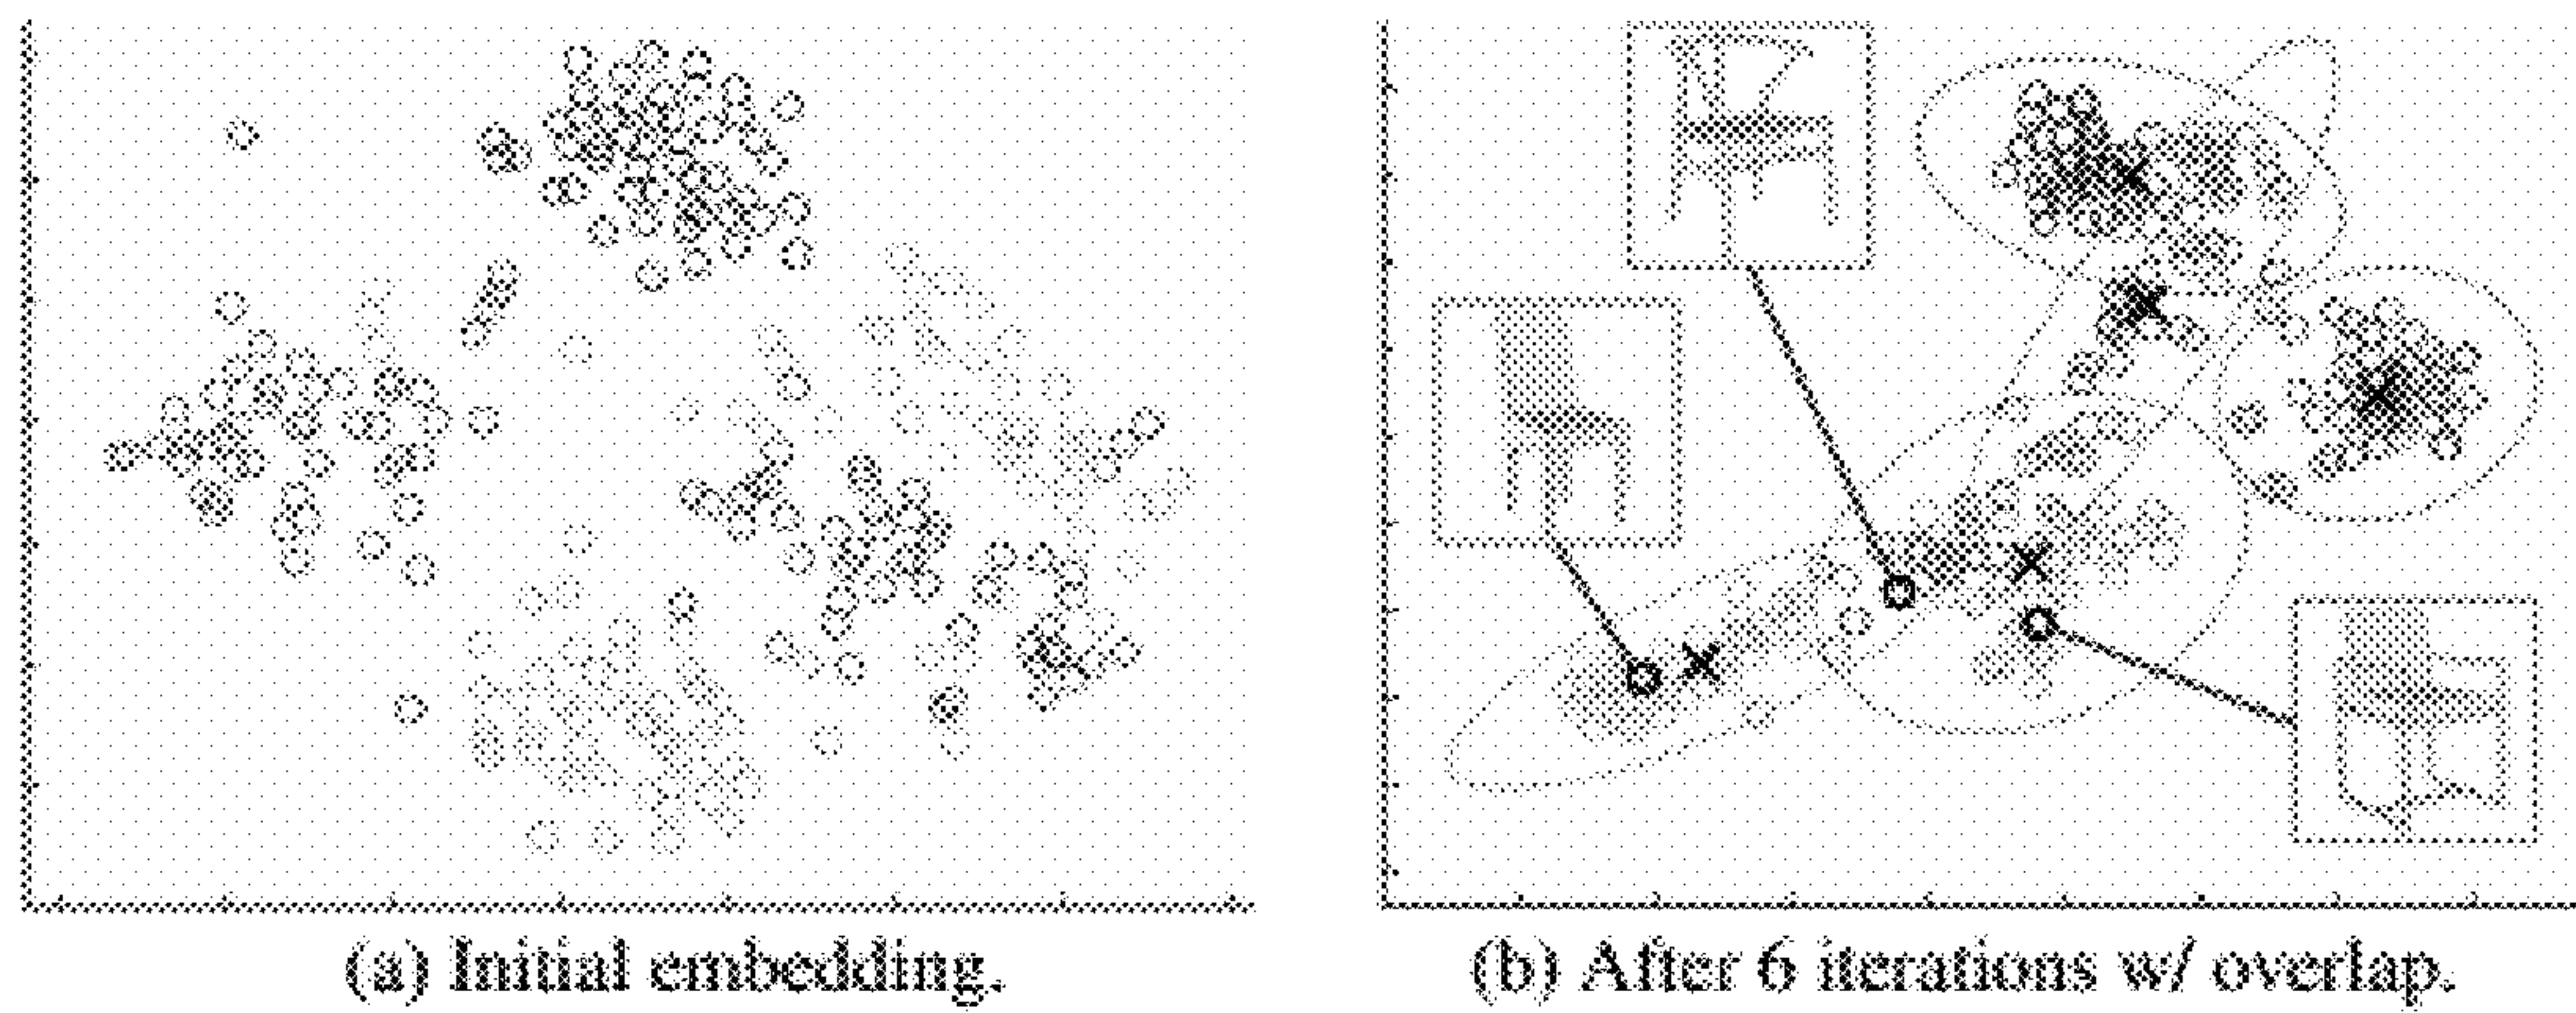 (a) Initial embedding.
(b) After 6 iterations w/ overlap.